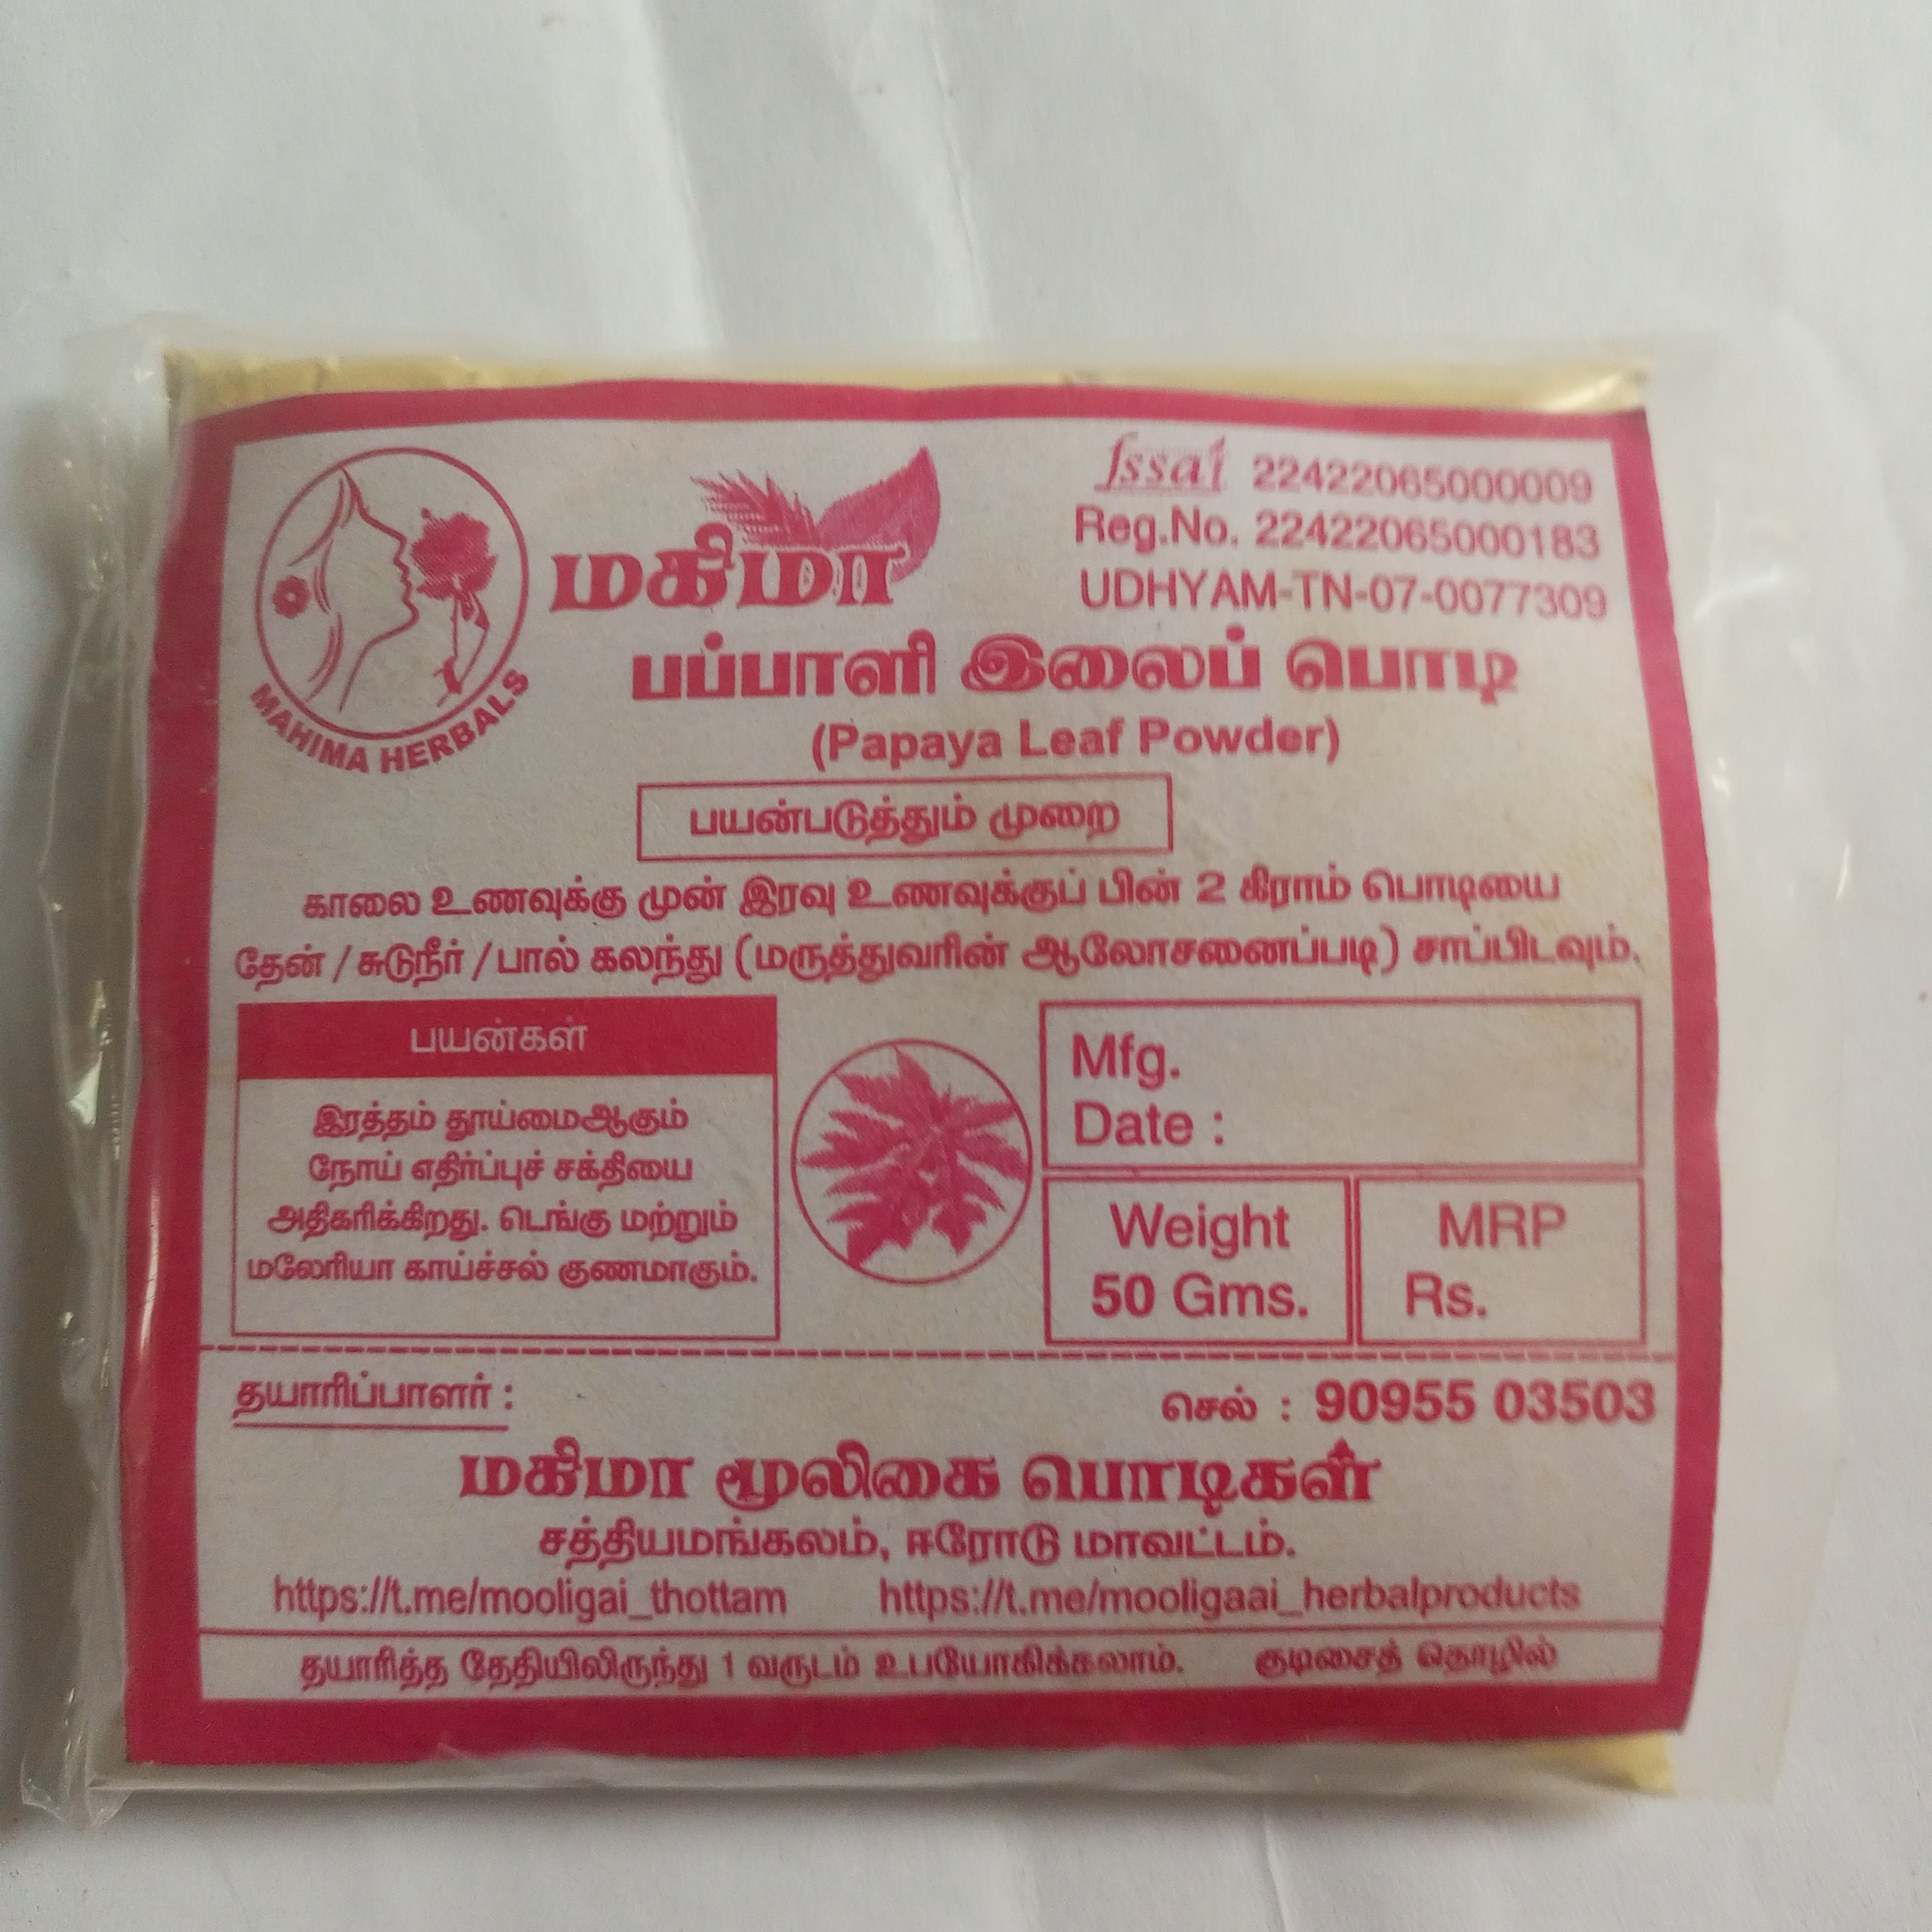 fssai 22422065000009
Reg.No. 22422065000183
UDHYAM-TN-07-0077309
MAHIMA HERBALS
மகிமா
பப்பாளி இலைப் பொடி
(Papaya Leaf Powder)
பயன்படுத்தும் முறை
காலை உணவுக்கு முன் இரவு உணவுக்குப் பின் 2 கிராம் பொடியை
தேன் / சுடுநீர் / பால் கலந்து (மருத்துவரின் ஆலோசனைப்படி) சாப்பிடவும்.
பயன்கள்
இரத்தம் தூய்மைஆகும்
நோய் எதிர்ப்புச் சக்தியை
அதிகரிக்கிறது. டெங்கு மற்றும்
மலேரியா காய்ச்சல் குணமாகும்.
Mfg.
Date :
Weight
50 Gms.
MRP
Rs.
தயாரிப்பாளர் :
செல் : 90955 03503
மகிமா மூலிகை பொடிகள்
சத்தியமங்கலம், ஈரோடு மாவட்டம்.
https://t.me/mooligai_thottam https://t.me/mooligaai_herbalproducts
தயாரித்த தேதியிலிருந்து 1 வருடம் உபயோகிக்கலாம். குடிசைத் தொழில்